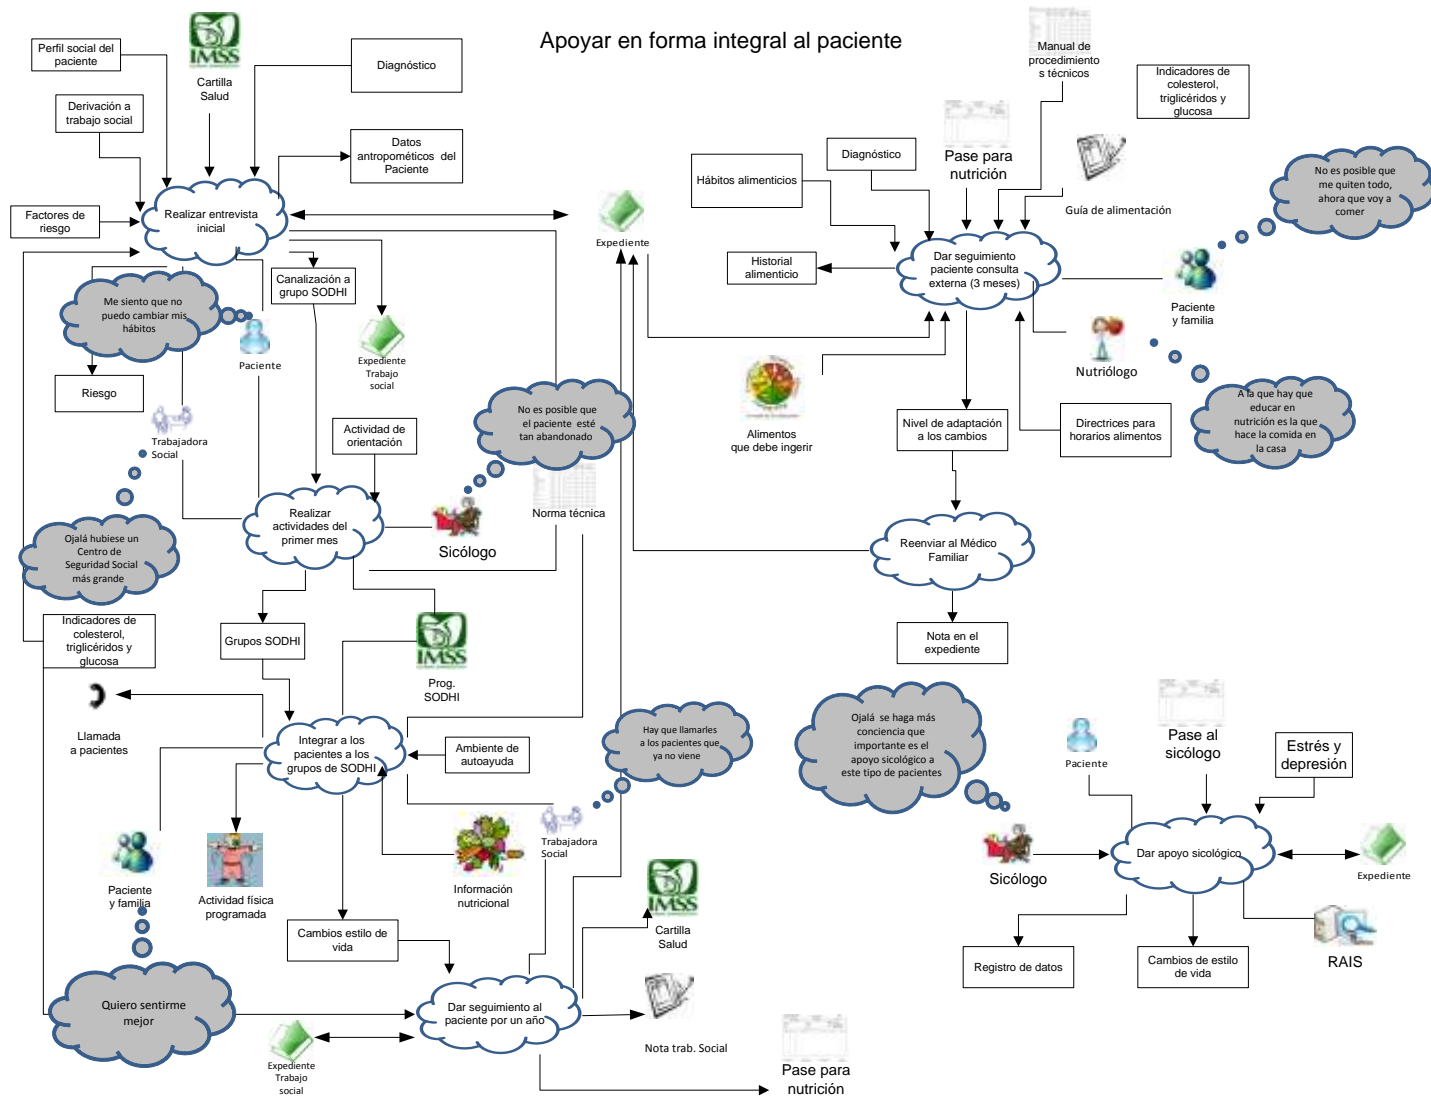 Apoyar en forma integral al paciente
Perfil social del
paciente
IMSS
Cartilla
Salud
Diagnóstico
Derivación a
trabajo social
Datos
antropométicos del
Paciente
Factores de
riesgo
Realizar entrevista
inicial
Expediente
Canalización a
grupo SODHI
Me siento que no
puedo cambiar mis
hábitos
Paciente
Expediente
Trabajo
social
Riesgo
Trabajadora
Social
Actividad de
orientación
No es posible que
el paciente esté
tan abandonado
Realizar
actividades del
primer mes
Sicólogo
Norma técnica
Ojalá hubiese un
Centro de
Seguridad Social
más grande
Indicadores de
colesterol,
triglicéridos y
glucosa
Grupos SODHI
IMSS
Prog.
SODHI
Llamada
a pacientes
Integrar a los
pacientes a los
grupos de SODHI
Ambiente de
autoayuda
Hay que llamarles
a los pacientes que
ya no viene
Trabajadora
Social
Paciente
y familia
Actividad física
programada
Información
nutricional
Cambios estilo de
vida
IMSS
Cartilla
Salud
Quiero sentirme
mejor
Dar seguimiento al
paciente por un año
Nota trab. Social
Expediente
Trabajo
social
Pase para
nutrición
Manual de
procedimiento
s técnicos
Indicadores de
colesterol,
triglicéridos y
glucosa
Diagnóstico
Pase para
nutrición
Hábitos alimenticios
Guía de alimentación
No es posible que
me quiten todo,
ahora que voy a
comer
Historial
alimenticio
Dar seguimiento
paciente consulta
externa (3 meses)
Paciente
y familia
Nutriólogo
Alimentos
que debe ingerir
Nivel de adaptación
a los cambios
Directrices para
horarios alimentos
A la que hay que
educar en
nutrición es la que
hace la comida en
la casa
Reenviar al Médico
Familiar
Nota en el
expediente
Ojalá se haga más
conciencia que
importante es el
apoyo sicológico a
este tipo de pacientes
Paciente
Pase al
sicólogo
Estrés y
depresión
Sicólogo
Dar apoyo sicológico
Expediente
Registro de datos
Cambios de estilo
de vida
RAIS